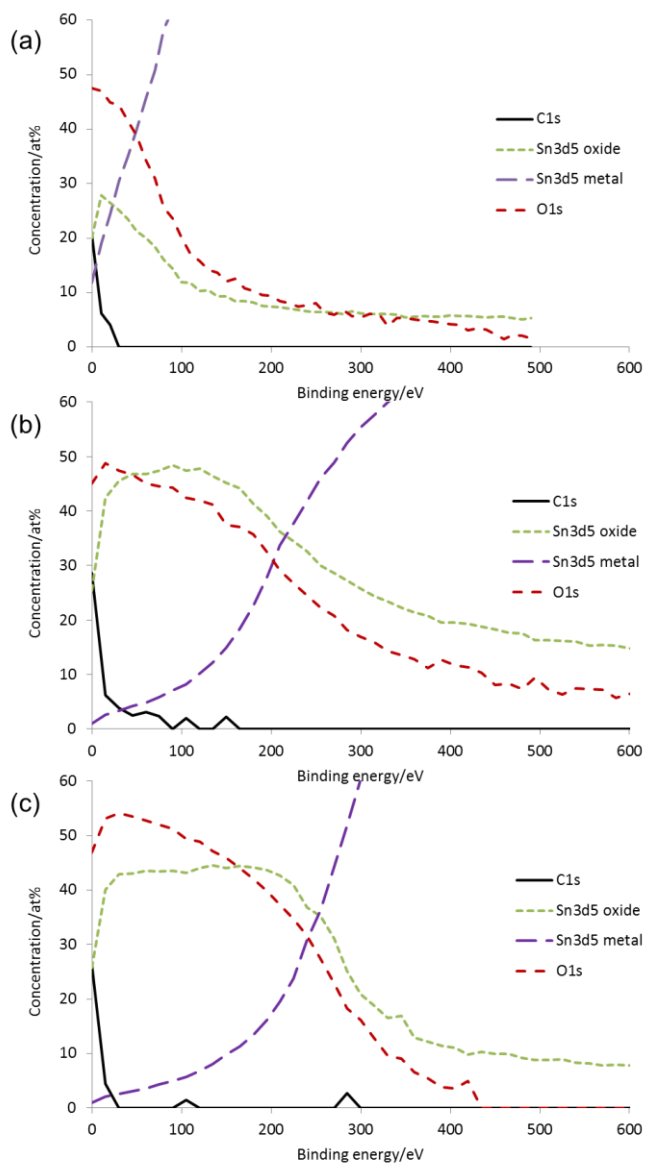 (a)
60
50
40
30
20
10
0
Concentration/at%
C1s
Sn3d5 oxide
Sn3d5 metal
O1s
0 100 200 300 400 500 600
Binding energy/eV
(b)
60
50
40
30
20
10
0
Concentration/at%
C1s
Sn3d5 oxide
Sn3d5 metal
O1s
0 100 200 300 400 500 600
Binding energy/eV
(c)
60
50
40
30
20
10
0
Concentration/at%
C1s
Sn3d5 oxide
Sn3d5 metal
O1s
0 100 200 300 400 500 600
Binding energy/eV